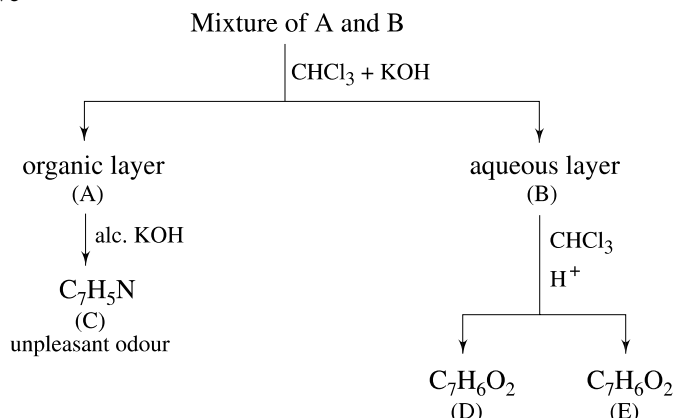 Mixture of A and B
CHCl₃ + KOH
organic layer
(A)
aqueous layer
(B)
alc. KOH
CHCl₃
H⁺
C₇H₅N
(C)
unpleasant odour
C₇H₆O₂
(D)
C₇H₆O₂
(E)